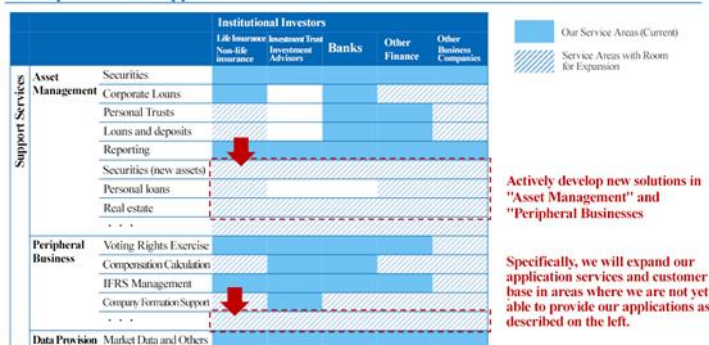 Institutional Investors
Life Insurance Investment Trust
Non-life Investment Banks Other Other
insurance Advisors Finance Business
Companies
Support Services
Asset Securities
Management Corporate Loans
Personal Trusts
Loans and deposits
Reporting
Securities (new assets)
Personal loans
Real estate
. . .
Peripheral Voting Rights Exercise
Business Compensation Calculation
IFRS Management
Company Formation Support
. . .
Data Provision Market Data and Others
Our Service Areas (Current)
Service Areas with Room
for Expansion
Actively develop new solutions in
"Asset Management" and
"Peripheral Businesses
Specifically, we will expand our
application services and customer
base in areas where we are not yet
able to provide our applications as
described on the left.